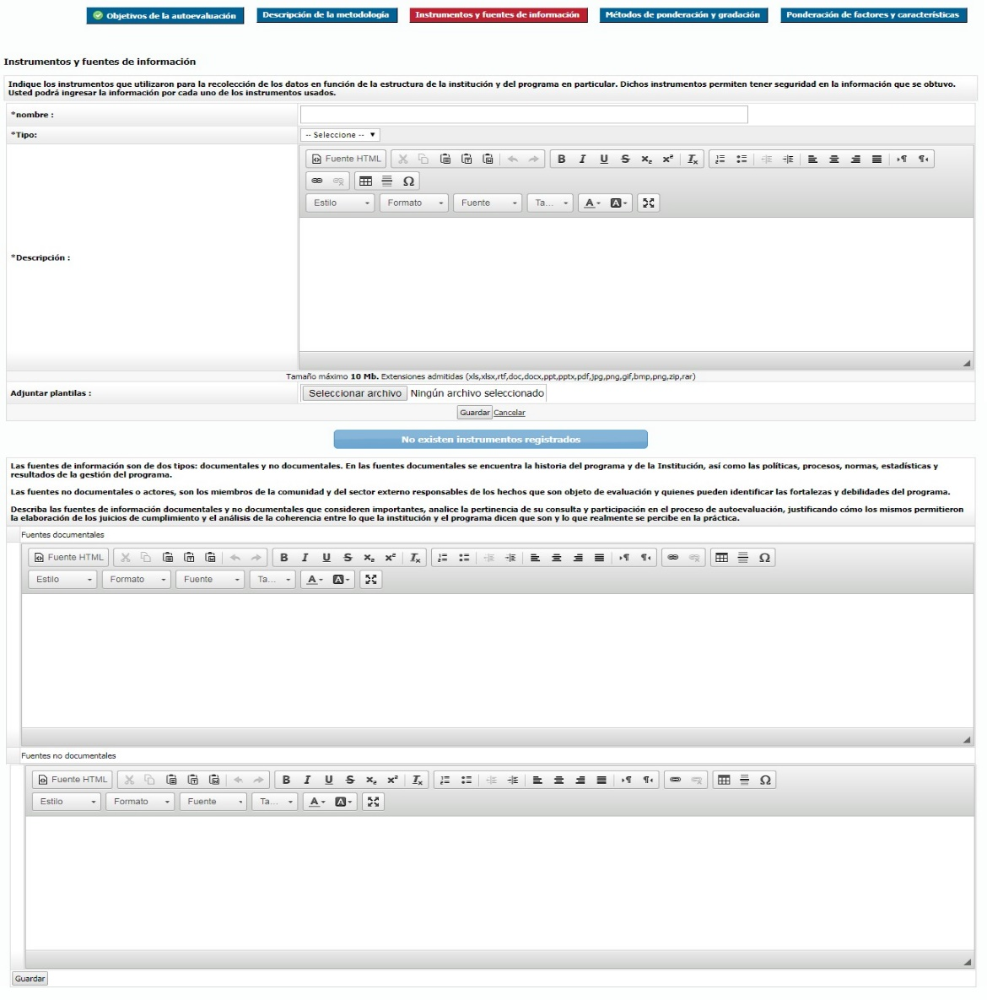 Objetivos de la autoevaluación Descripción de la metodología Instrumentos y fuentes de información Métodos de ponderación y gradación Ponderación de factores y características
Instrumentos y fuentes de información
Indique los instrumentos que utilizaron para la recolección de los datos en función de la estructura de la institución y del programa en particular. Dichos instrumentos permiten tener seguridad en la información que se obtuvo.
Usted podrá ingresar la información por cada uno de los instrumentos usados.
*nombre :
*Tipo: -- Seleccione --
Fuente HTML B I U S x₂ x² Tx
Ω
Estilo Formato Fuente Ta... A A
*Descripción :
Tamaño máximo 10 Mb. Extensiones admitidas (xls,xlsx,rtf,doc,docx,ppt,pptx,pdf,jpg,png,gif,bmp,png,zip,rar)
Adjuntar plantilas : Seleccionar archivo Ningún archivo seleccionado
Guardar Cancelar
No existen instrumentos registrados
Las fuentes de información son de dos tipos: documentales y no documentales. En las fuentes documentales se encuentra la historia del programa y de la Institución, así como las políticas, procesos, normas, estadísticas y
resultados de la gestión del programa.
Las fuentes no documentales o actores, son los miembros de la comunidad y del sector externo responsables de los hechos que son objeto de evaluación y quienes pueden identificar las fortalezas y debilidades del programa.
Describa las fuentes de información documentales y no documentales que consideren importantes, analice la pertinencia de su consulta y participación en el proceso de autoevaluación, justificando cómo los mismos permitieron
la elaboración de los juicios de cumplimiento y el análisis de la coherencia entre lo que la institución y el programa dicen que son y lo que realmente se percibe en la práctica.
Fuentes documentales
Fuente HTML B I U S x₂ x² Tx Ω
Estilo Formato Fuente Ta... A A
Fuentes no documentales
Fuente HTML B I U S x₂ x² Tx Ω
Estilo Formato Fuente Ta... A A
Guardar